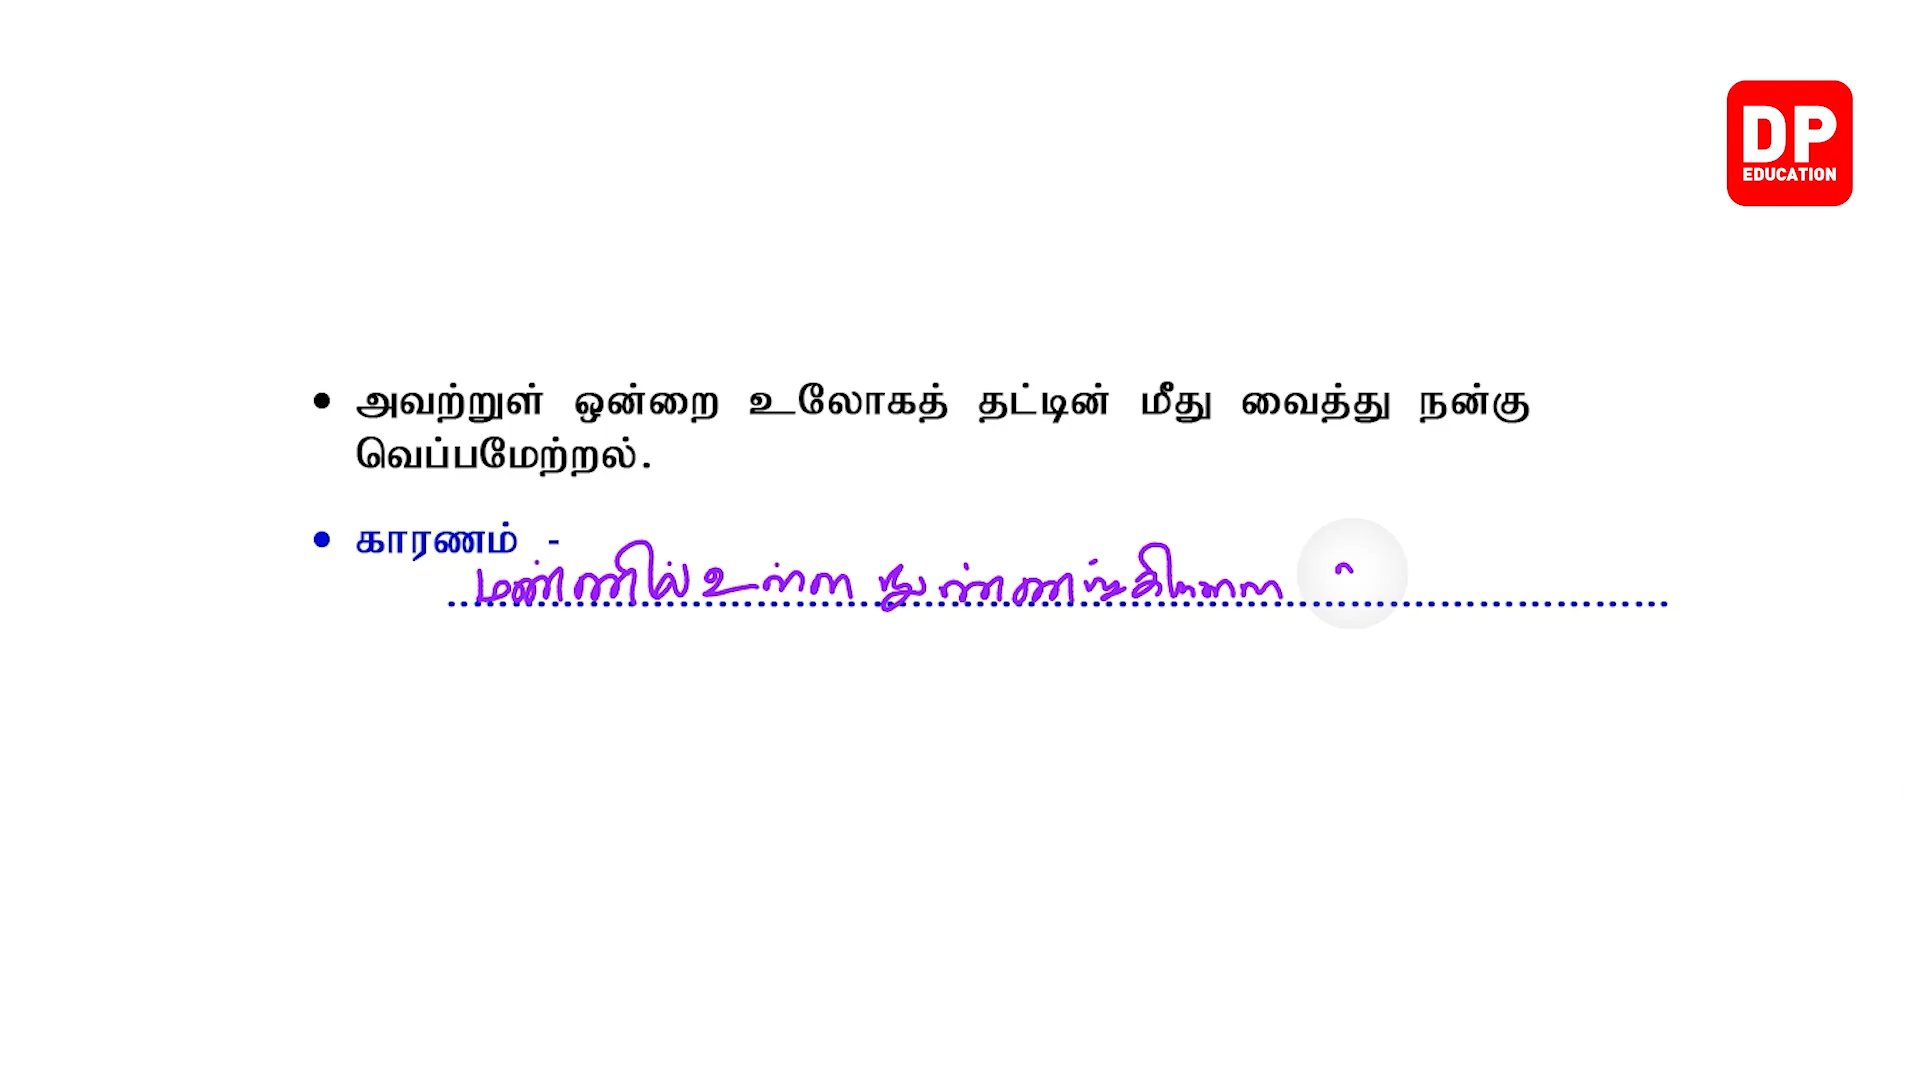 DP
EDUCATION
• அவற்றுள் ஒன்றை உலோகத் தட்டின் மீது வைத்து நன்கு
வெப்பமேற்றல்.
• காரணம் -
மண்ணில் உள்ள நுண்ணங்கிகளை